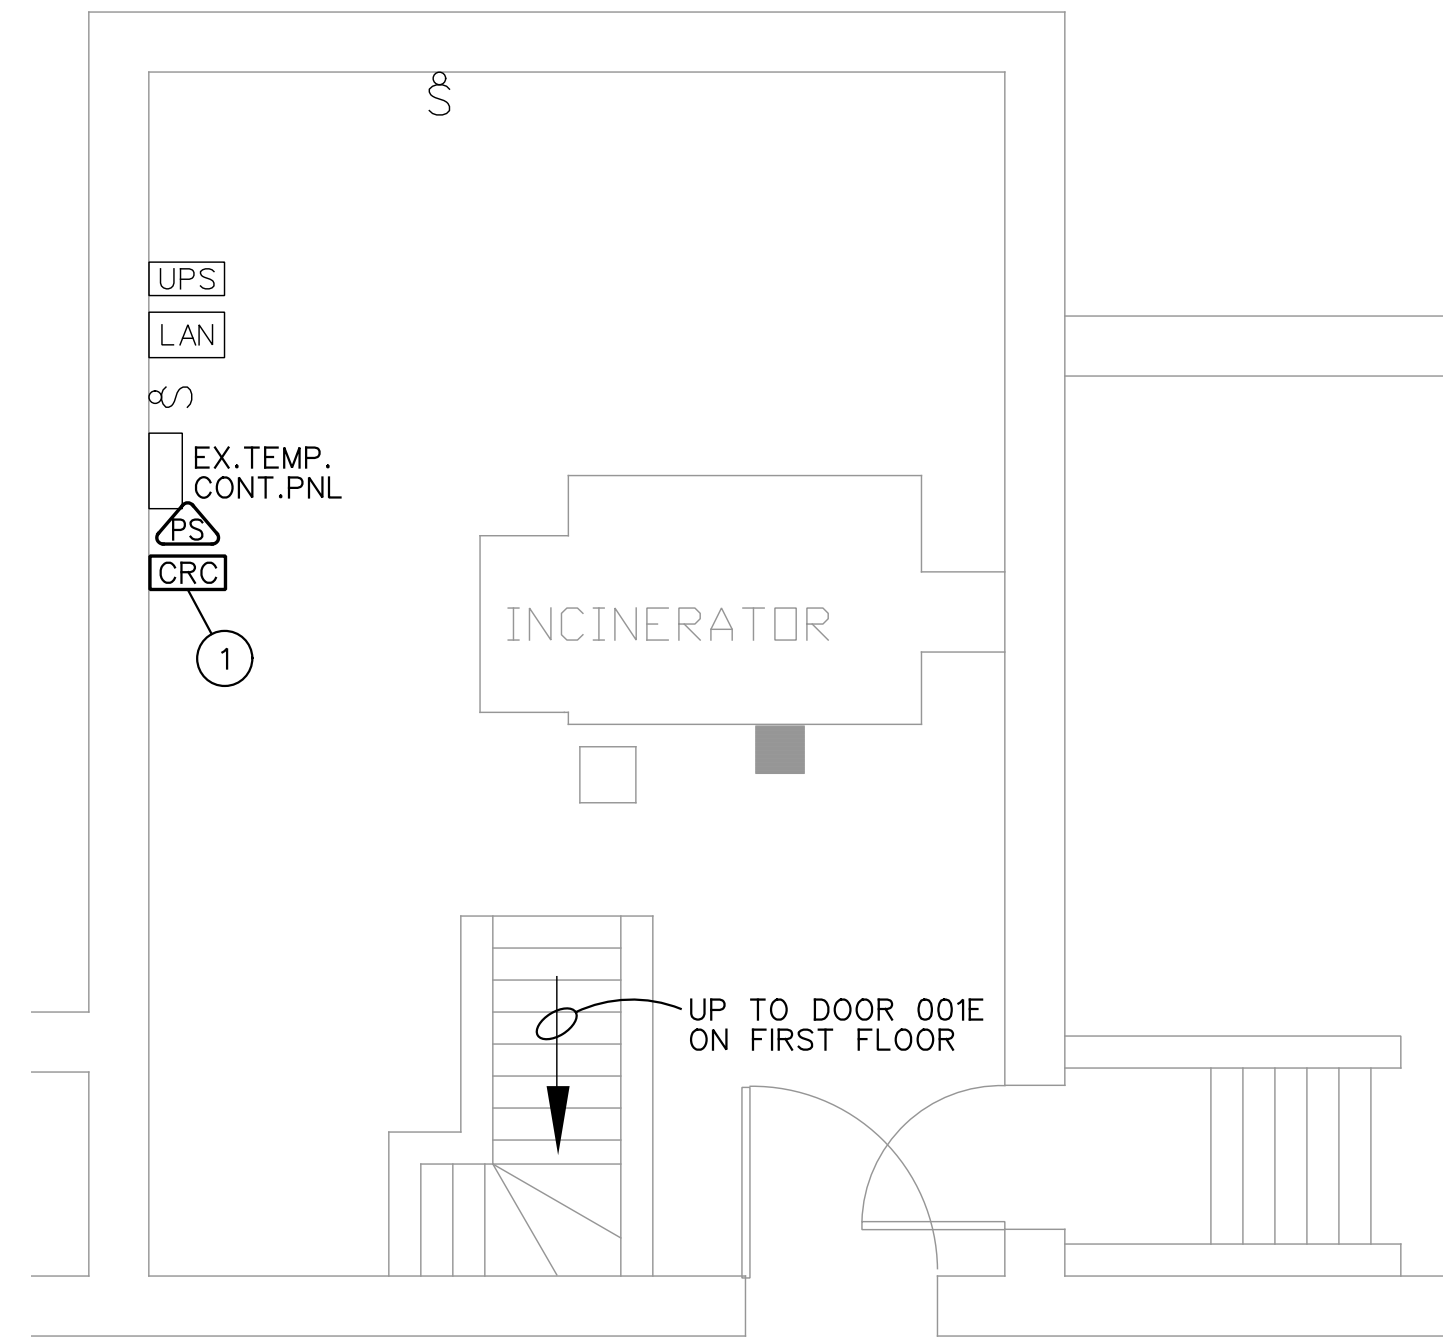 S
UPS
LAN
S
EX.TEMP.
CONT.PNL
PS
CRC
1
INCINERATOR
UP TO DOOR 001E
ON FIRST FLOOR